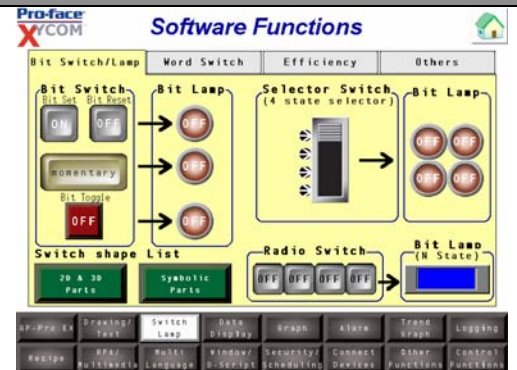 Pro-face
XYCOM
Software Functions
Bit Switch/Lamp
Word Switch
Efficiency
Others
Bit Switch
Bit Set Bit Reset
ON OFF
momentary
Bit Toggle
OFF
Bit Lamp
OFF
OFF
OFF
Selector Switch
(4 state selector)
Bit Lamp
OFF OFF
OFF OFF
Switch shape List
2D & 3D
Parts
Symbolic
Parts
Radio Switch
OFF OFF OFF OFF
Bit Lamp
(N State)
GP-Pro EX
Drawing/
Text
Switch
Lamp
Data
Display
Graph
Alarm
Trend
Graph
Logging
Recipe
RPA/
Multimedia
Multi
Language
Window/
D-Script
Security/
Scheduling
Connect
Devices
Other
Functions
Control
Functions